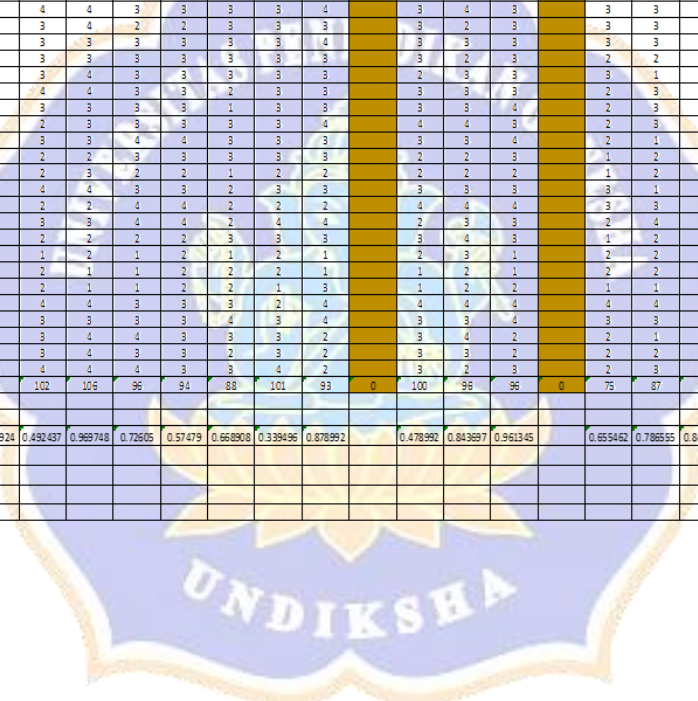 4 4 3 3 3 3 4 3 4 3 3 3
3 4 2 2 3 3 3 3 2 3 3 3
3 3 3 3 3 3 4 3 3 3 3 3
3 3 3 3 3 3 3 3 3 3 2 2
3 4 3 3 3 3 3 2 3 3 3 1
4 4 3 3 2 3 3 3 3 3 2 2
3 3 3 3 1 3 3 3 3 4 2 3
2 3 3 3 3 3 4 3 4 3 2 3
3 3 4 4 3 3 3 3 3 4 2 1
2 2 3 3 3 3 3 2 2 3 1 2
2 3 2 2 1 2 2 2 2 2 1 2
4 4 3 3 2 3 3 2 3 3 3 1
2 2 4 4 2 2 2 4 4 4 3 3
3 3 4 4 2 4 4 3 3 3 2 4
2 2 2 2 3 3 3 3 4 3 1 2
1 2 1 2 1 2 1 2 3 1 2 2
2 1 1 2 2 2 1 1 2 1 2 2
2 1 1 2 2 1 3 1 2 2 1 1
4 4 3 3 3 2 4 4 4 4 4 4
3 3 3 3 4 3 4 3 3 4 3 3
3 4 4 3 3 3 2 3 4 2 2 1
3 4 3 3 2 3 2 3 3 2 2 2
4 4 4 3 3 4 2 3 2 3 2 3
102 106 96 94 88 101 93 0 100 96 96 0 75 87
924 0.492437 0.969748 0.72605 0.57479 0.668908 0.339496 0.878992 0.478992 0.843697 0.961345 0.655462 0.786555 0.8
UNIVERSITAS PENDIDIKAN GANESHA
UNDIKSHA